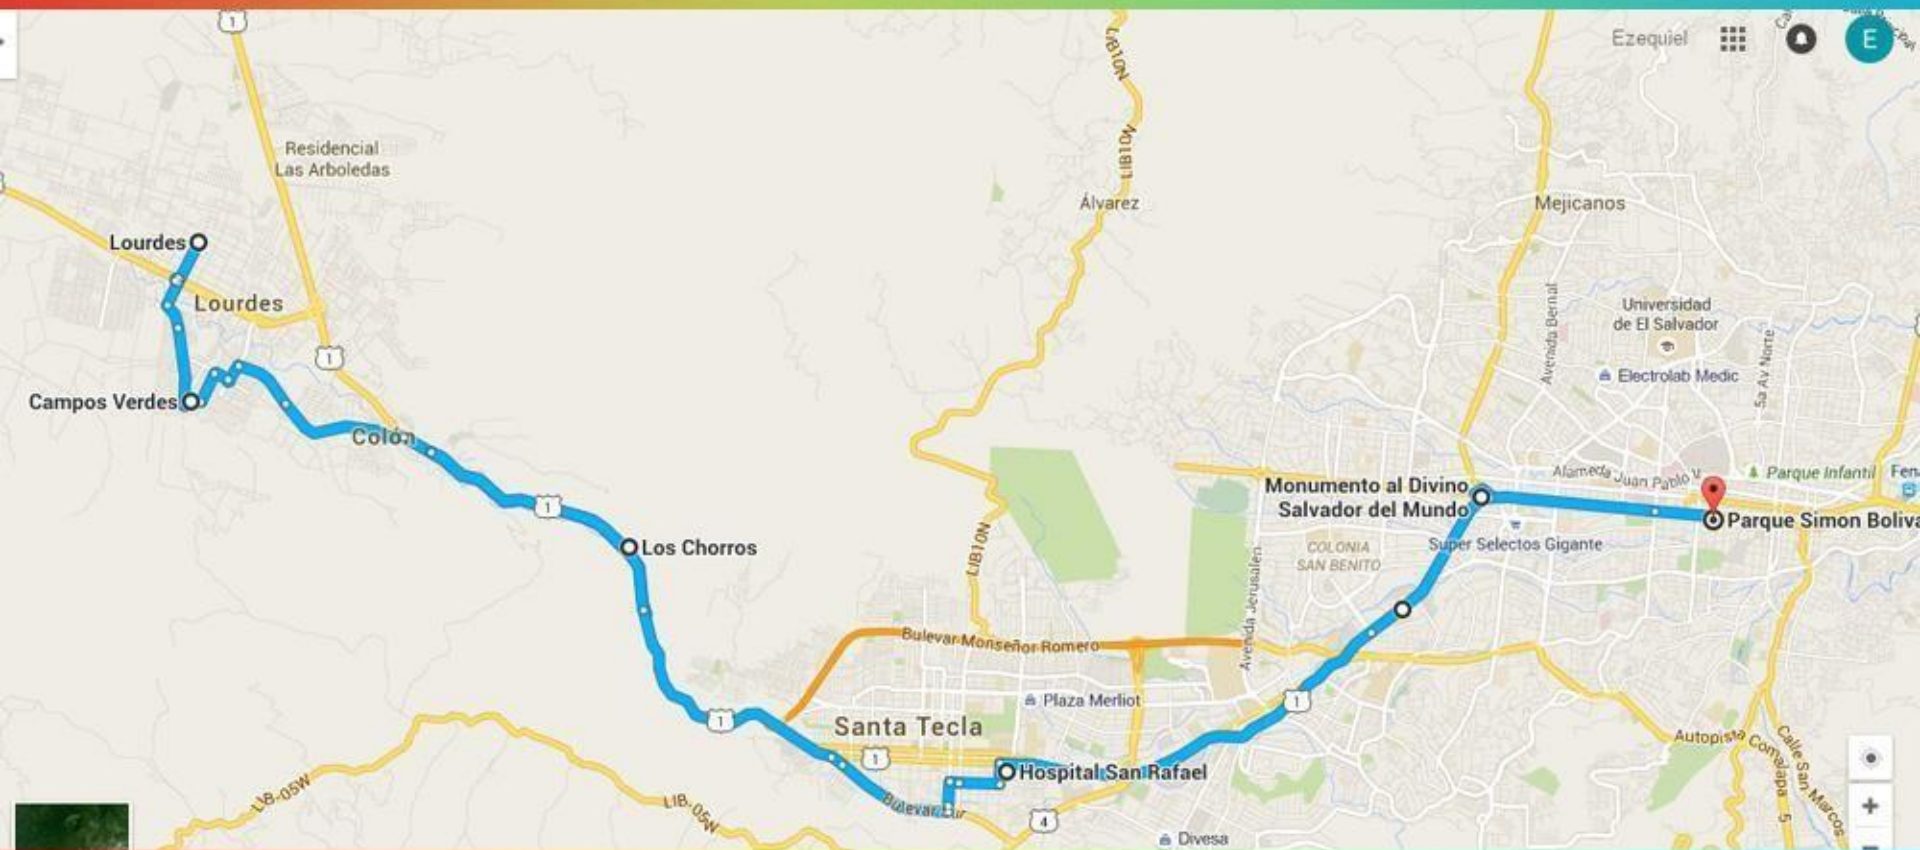 1
Ezequiel
E
LIB10N
LIB10N
Residencial
Las Arboledas
Álvarez
Mejicanos
Lourdes
Lourdes
1
Universidad
de El Salvador
Avenida Bernal
5a Av Norte
Electrolab Medic
Campos Verdes
Colón
Alameda Juan Pablo
Parque Infantil
Monumento al Divino
Salvador del Mundo
Parque Simon Boliva
1
Los Chorros
LIB10N
COLONIA
SAN BENITO
Super Selectos Gigante
Avenida Jerusalen
Bulevar Monseñor Romero
Plaza Merliot
1
1
Santa Tecla
1
Hospital San Rafael
Autopista Comalapa 5
Calle San Marcos
LIB-05W
LIB-05W
Bulevar Sur
4
Divesa
+